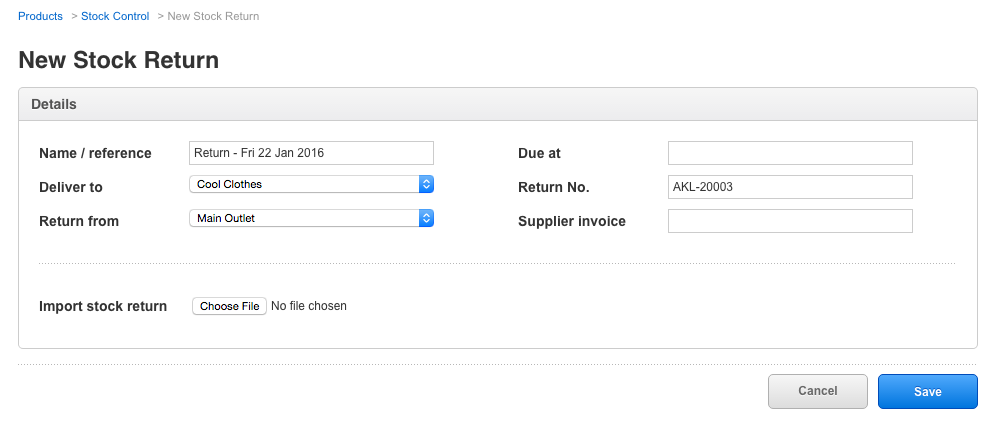 Products > Stock Control > New Stock Return
New Stock Return
Details
Name / reference Return - Fri 22 Jan 2016 Due at
Deliver to Cool Clothes Return No. AKL-20003
Return from Main Outlet Supplier invoice
Import stock return Choose File No file chosen
Cancel Save